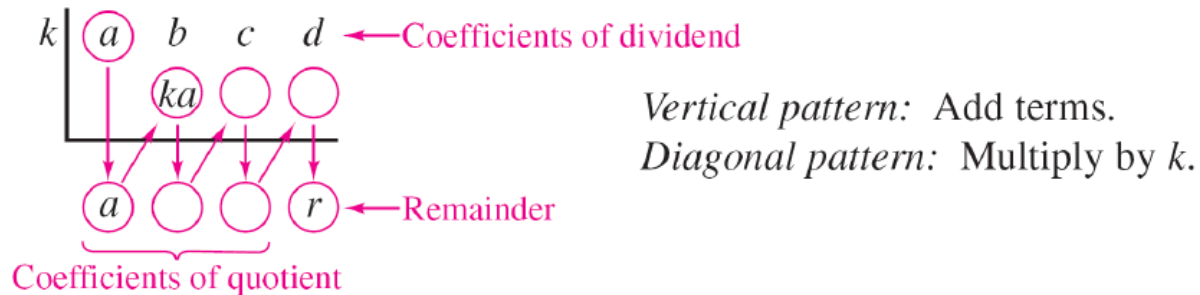 k a b c d ←Coefficients of dividend
ka
Vertical pattern: Add terms.
Diagonal pattern: Multiply by k.
a r ←Remainder
Coefficients of quotient